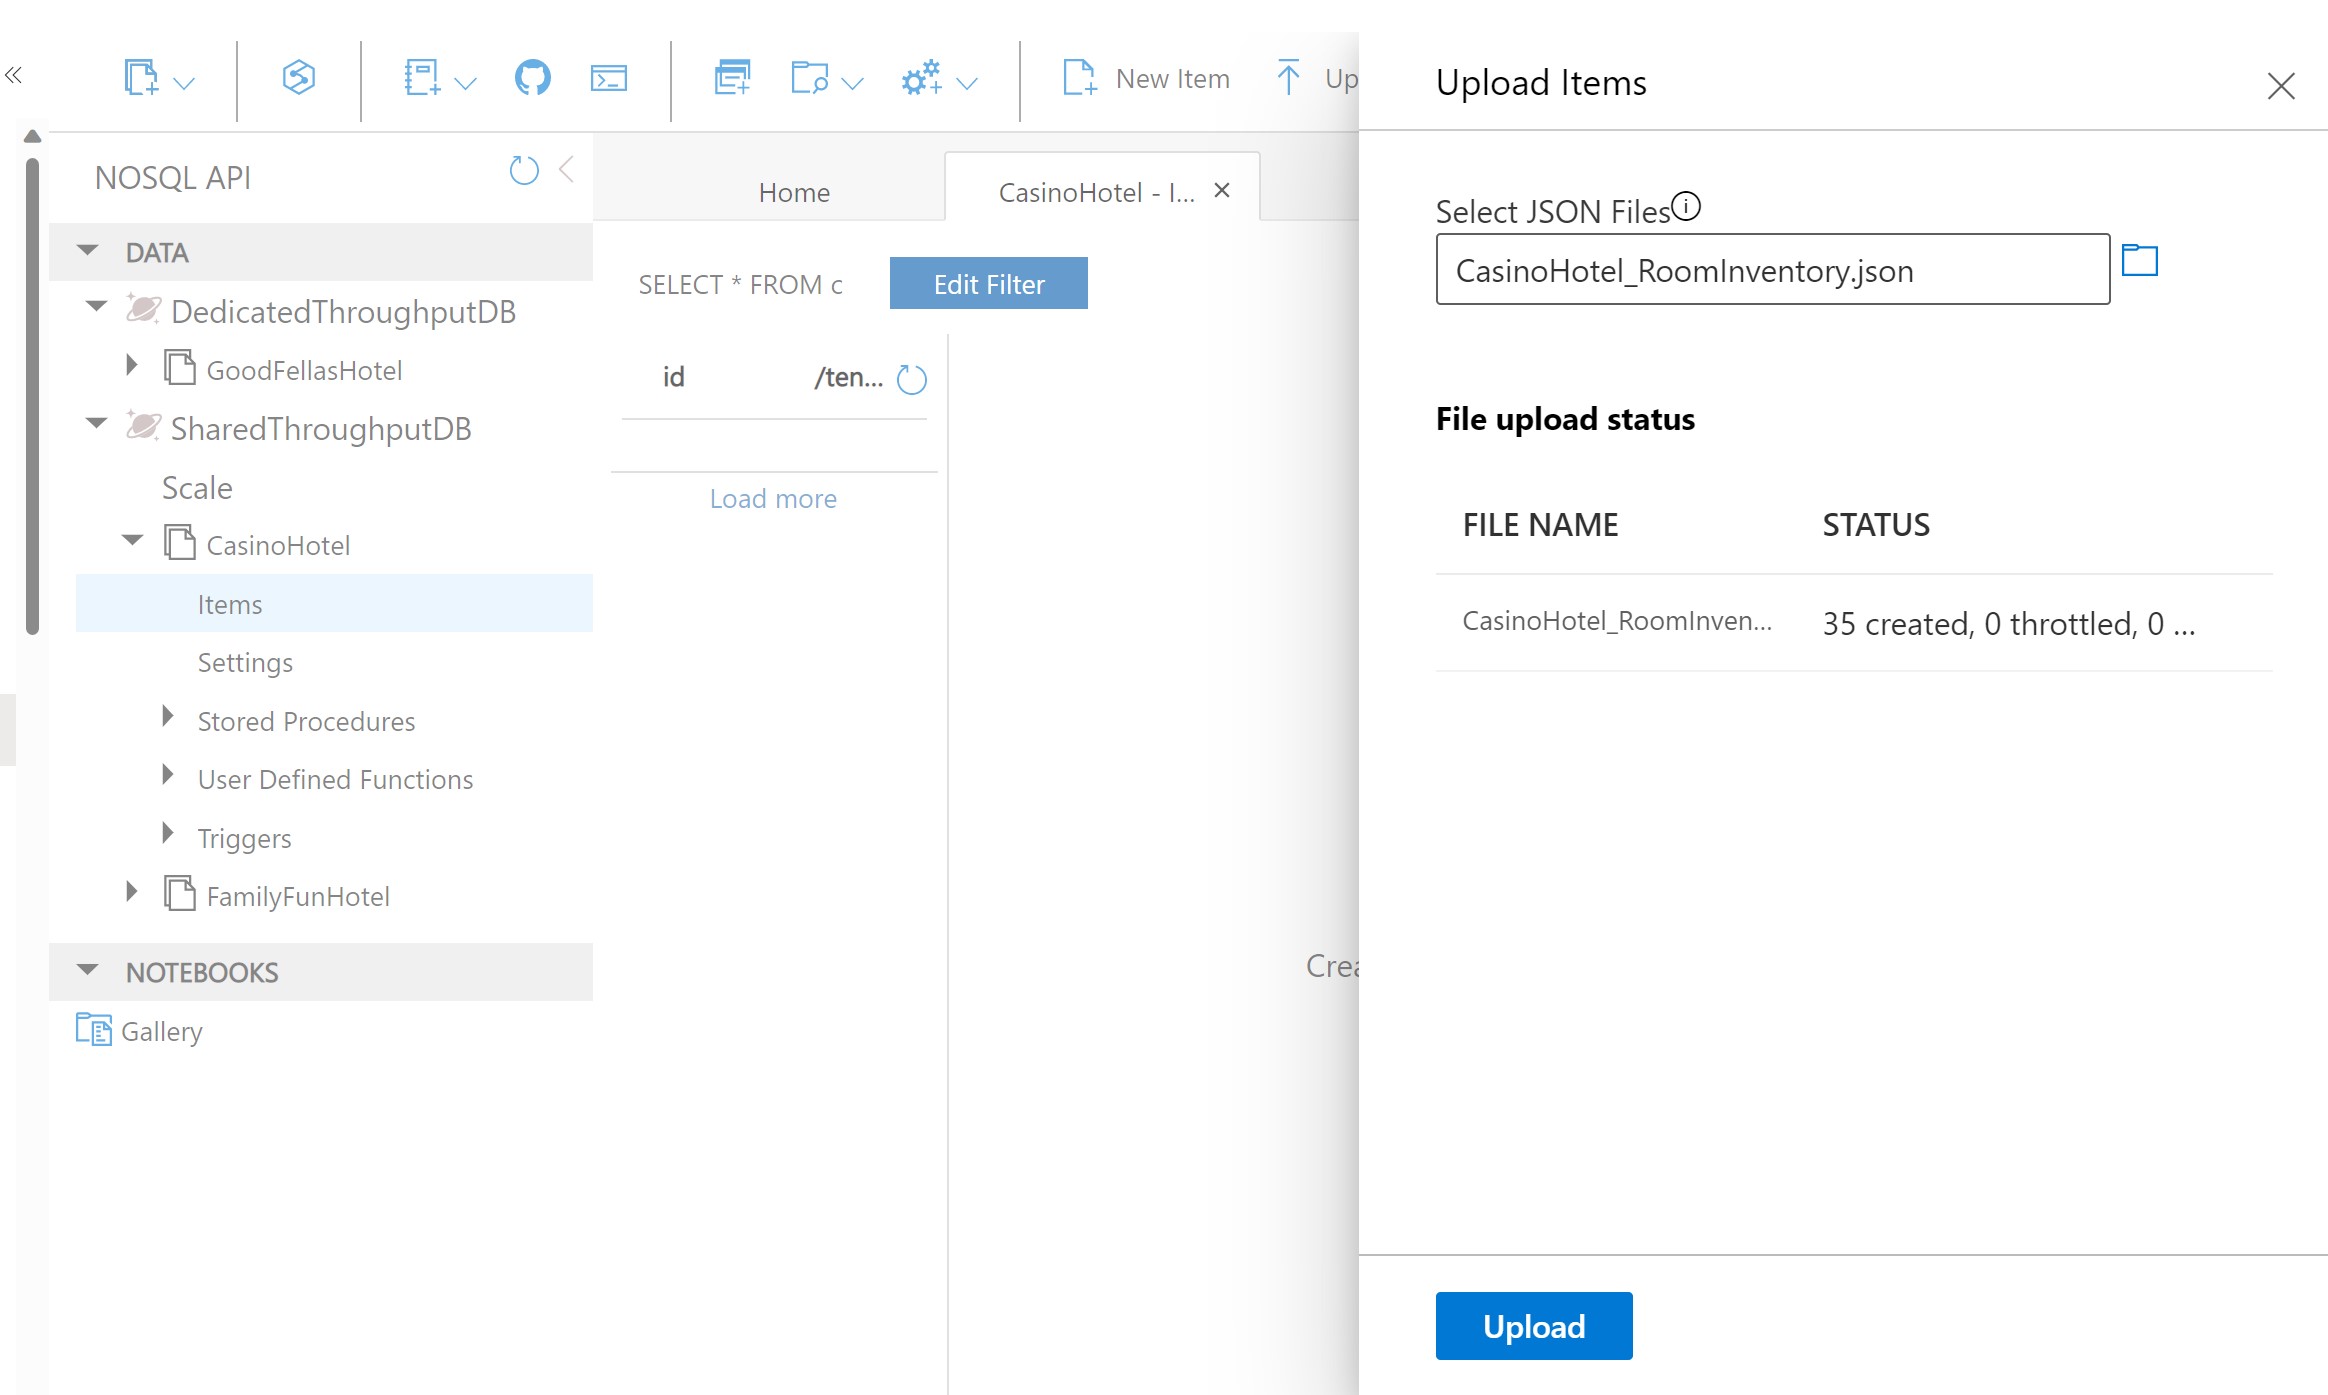 New Item
Up
NOSQL API
DATA
DedicatedThroughputDB
GoodFellasHotel
SharedThroughputDB
Scale
CasinoHotel
Items
Settings
Stored Procedures
User Defined Functions
Triggers
FamilyFunHotel
NOTEBOOKS
Gallery
Home
CasinoHotel - I...
SELECT * FROM c
Edit Filter
id
/ten...
Load more
Crea
Upload Items
Select JSON Files
CasinoHotel_RoomInventory.json
File upload status
FILE NAME STATUS
CasinoHotel_RoomInven... 35 created, 0 throttled, 0 ...
Upload